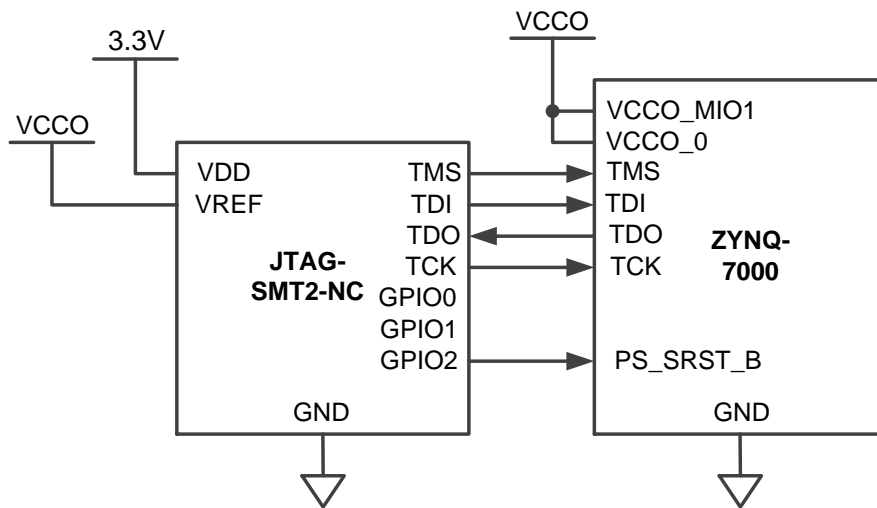 VCCO
3.3V
VCCO
VDD
VREF
TMS
TDI
TDO
TCK
GPIO0
GPIO1
GPIO2
JTAG-
SMT2-NC
GND
VCCO_MIO1
VCCO_0
TMS
TDI
TDO
TCK
PS_SRST_B
ZYNQ-
7000
GND